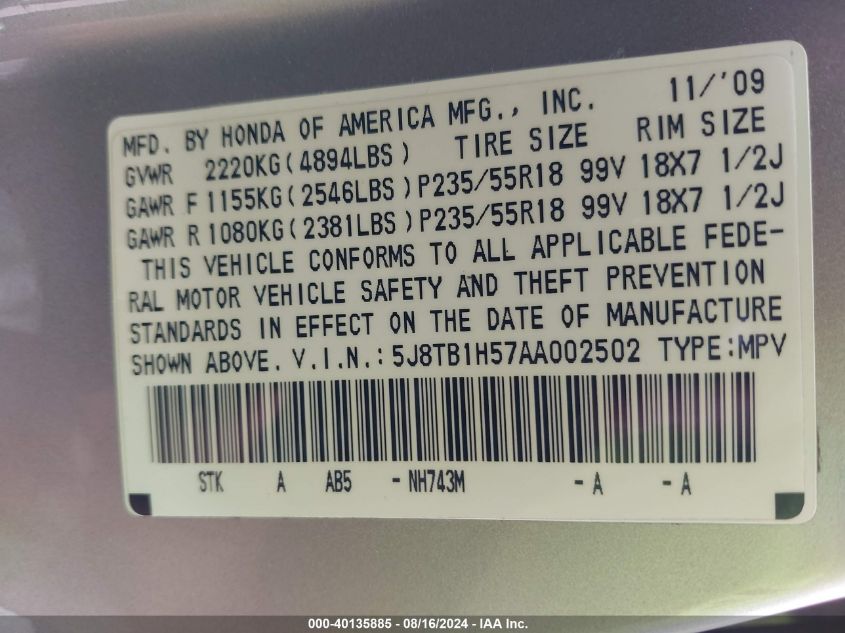 MFD. BY HONDA OF AMERICA MFG., INC. 11/'09
GVWR 2220KG(4894LBS) TIRE SIZE RIM SIZE
GAWR F 1155KG(2546LBS)P235/55R18 99V 18X7 1/2J
GAWR R 1080KG(2381LBS)P235/55R18 99V 18X7 1/2J
THIS VEHICLE CONFORMS TO ALL APPLICABLE FEDE-
RAL MOTOR VEHICLE SAFETY AND THEFT PREVENTION
STANDARDS IN EFFECT ON THE DATE OF MANUFACTURE
SHOWN ABOVE. V.I.N.: 5J8TB1H57AA002502 TYPE:MPV
STK A AB5 - NH743M - A - A
000-40135885 - 08/16/2024 - IAA Inc.